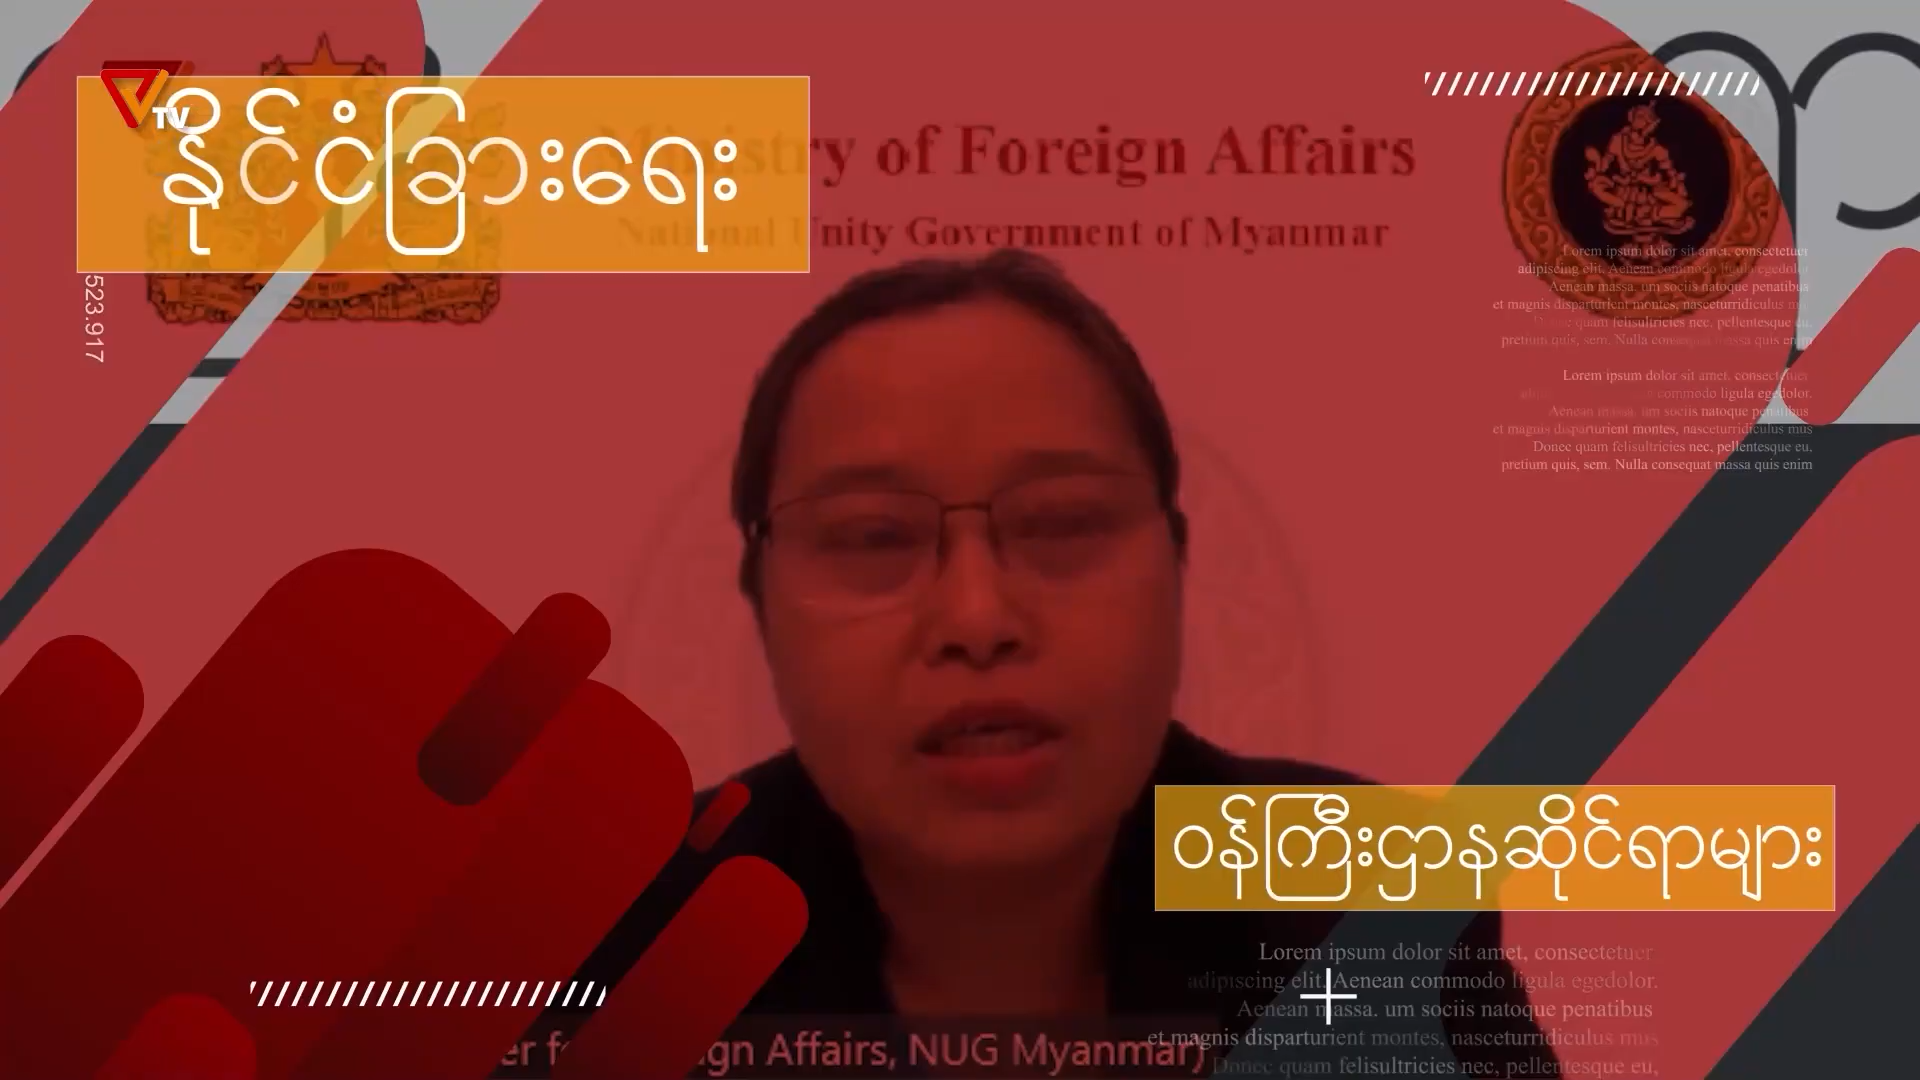 TV
နိုင်ငံခြားရေး
of Foreign Affairs
Unity Government of Myanmar
523.917
Lorem ipsum dolor sit amet, consectetuer
adipiscing elit. Aenean commodo ligula egedolor
Aenean massa. um sociis natoque penatibus
et magnis disparturient montes, nasceturridiculus
quam felisultricies nec, pellentesque eu,
pretium quis, sem. Nulla consequat massa quis enim
Lorem ipsum dolor sit amet, consectetuer
commodo ligula egedolor.
Aenean massa. um sociis natoque penatibus
et magnis disparturient montes, nasceturridiculus mus
Donec quam felisultricies nec, pellentesque eu,
pretium quis, sem. Nulla consequat massa quis enim
ဝန်ကြီးဌာနဆိုင်ရာများ
Lorem ipsum dolor sit amet, consectetuer
adipiscing elit. Aenean commodo ligula egedolor.
Aenean massa. um sociis natoque penatibus
et magnis disparturient montes, nasceturridiculus mus
Donec quam felisultricies nec, pellentesque eu,
Affairs, NUG Myanmar)